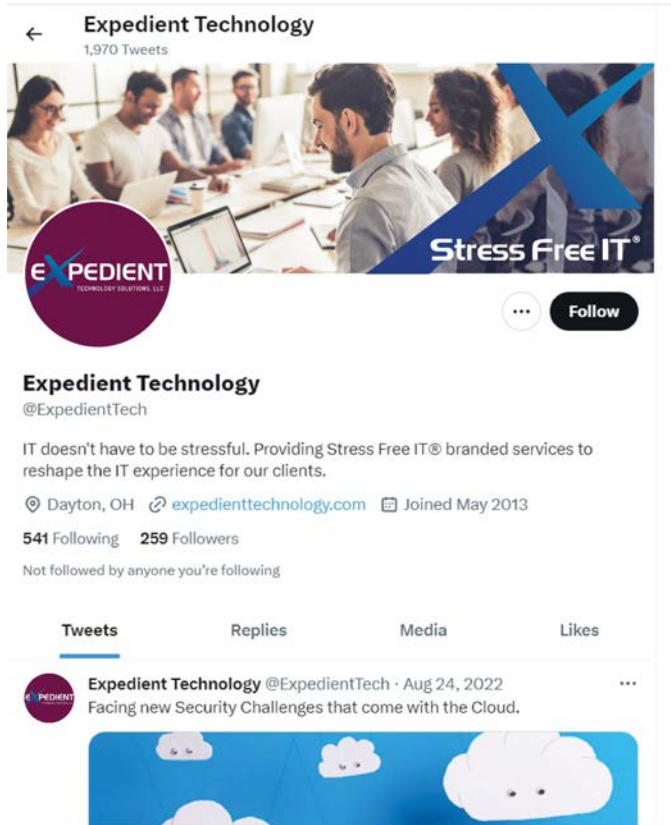 Expedient Technology
1,970 Tweets
Stress Free IT®
EXPEDIENT
TECHNOLOGY SOLUTIONS, LLC
Follow
Expedient Technology
@ExpedientTech
IT doesn't have to be stressful. Providing Stress Free IT® branded services to
reshape the IT experience for our clients.
Dayton, OH expedienttechnology.com Joined May 2013
541 Following 259 Followers
Not followed by anyone you're following
Tweets Replies Media Likes
Expedient Technology @ExpedientTech · Aug 24, 2022
EXPEDIENT
Facing new Security Challenges that come with the Cloud.